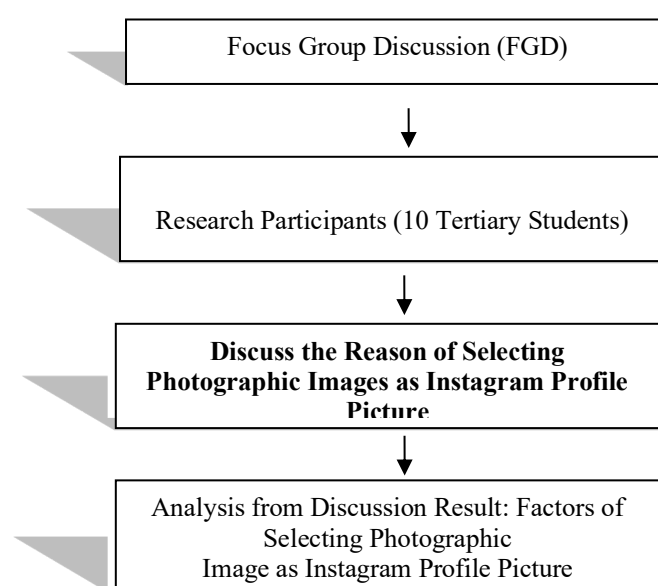 Focus Group Discussion (FGD)
Research Participants (10 Tertiary Students)
Discuss the Reason of Selecting
Photographic Images as Instagram Profile
Picture
Analysis from Discussion Result: Factors of
Selecting Photographic
Image as Instagram Profile Picture